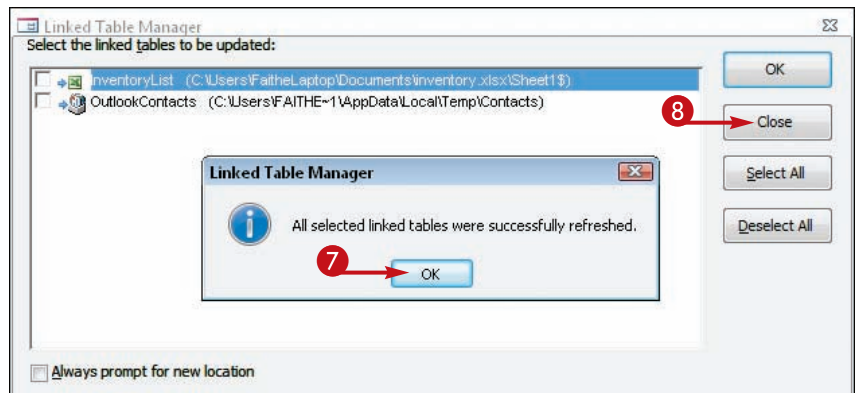 Linked Table Manager
Select the linked tables to be updated:
InventoryList (C:\Users\FaitheLaptop\Documents\inventory.xlsx\Sheet1$)
OutlookContacts (C:\Users\FAITHE~1\AppData\Local\Temp\Contacts)
OK
8
Close
Select All
Deselect All
Linked Table Manager
All selected linked tables were successfully refreshed.
7
OK
Always prompt for new location